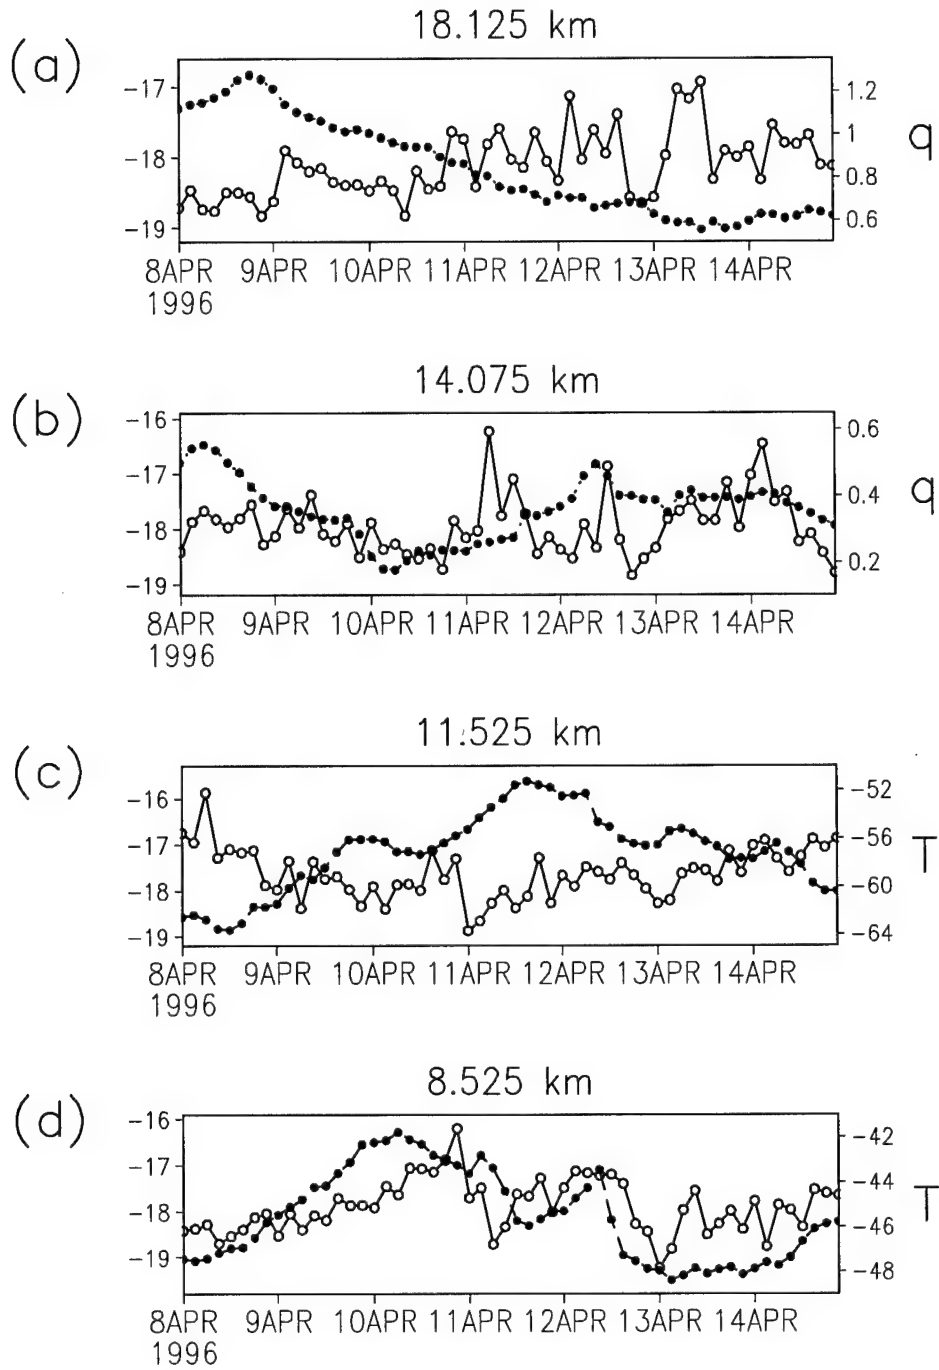 (a)
18.125 km
-17
-18
-19
1.2
1
0.8
0.6
q
8APR 9APR 10APR 11APR 12APR 13APR 14APR
1996
(b)
14.075 km
-16
-17
-18
-19
0.6
0.4
0.2
q
8APR 9APR 10APR 11APR 12APR 13APR 14APR
1996
(c)
11.525 km
-16
-17
-18
-19
-52
-56
-60
-64
T
8APR 9APR 10APR 11APR 12APR 13APR 14APR
1996
(d)
8.525 km
-16
-17
-18
-19
-42
-44
-46
-48
T
8APR 9APR 10APR 11APR 12APR 13APR 14APR
1996